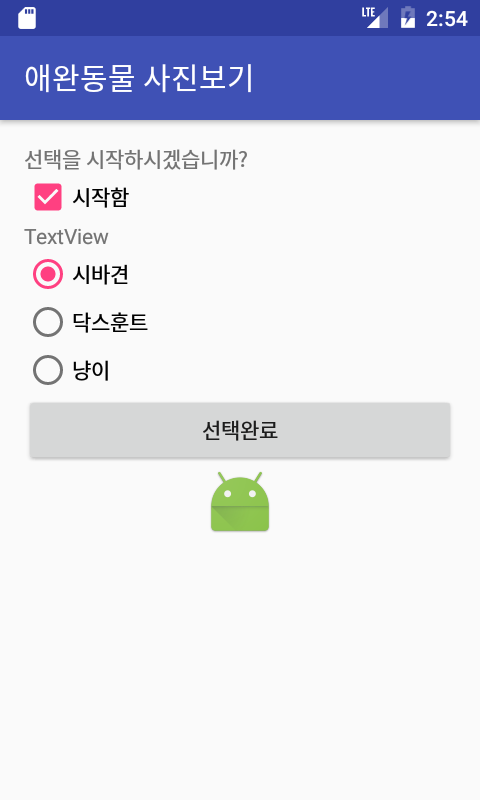 LTE 2:54
애완동물 사진보기
선택을 시작하시겠습니까?
시작함
TextView
시바견
닥스훈트
냥이
선택완료